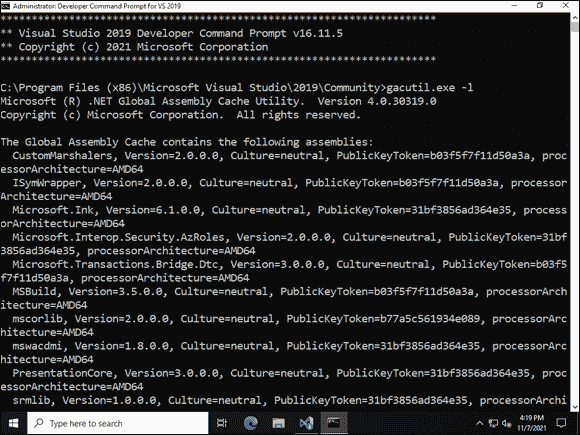 Administrator: Developer Command Prompt for VS 2019
**********************************************************************
** Visual Studio 2019 Developer Command Prompt v16.11.5
** Copyright (c) 2021 Microsoft Corporation
**********************************************************************
C:\Program Files (x86)\Microsoft Visual Studio\2019\Community>gacutil.exe -l
Microsoft (R) .NET Global Assembly Cache Utility.  Version 4.0.30319.0
Copyright (c) Microsoft Corporation.  All rights reserved.
The Global Assembly Cache contains the following assemblies:
CustomMarshalers, Version=2.0.0.0, Culture=neutral, PublicKeyToken=b03f5f7f11d50a3a, proc
essorArchitecture=AMD64
ISymWrapper, Version=2.0.0.0, Culture=neutral, PublicKeyToken=b03f5f7f11d50a3a, processor
Architecture=AMD64
Microsoft.Ink, Version=6.1.0.0, Culture=neutral, PublicKeyToken=31bf3856ad364e35, process
orArchitecture=AMD64
Microsoft.Interop.Security.AzRoles, Version=2.0.0.0, Culture=neutral, PublicKeyToken=31bf
3856ad364e35, processorArchitecture=AMD64
Microsoft.Transactions.Bridge.Dtc, Version=3.0.0.0, Culture=neutral, PublicKeyToken=b03f5
f7f11d50a3a, processorArchitecture=AMD64
MSBuild, Version=3.5.0.0, Culture=neutral, PublicKeyToken=b03f5f7f11d50a3a, processorArch
itecture=AMD64
mscorlib, Version=2.0.0.0, Culture=neutral, PublicKeyToken=b77a5c561934e089, processorArc
hitecture=AMD64
mswacdmi, Version=1.8.0.0, Culture=neutral, PublicKeyToken=31bf3856ad364e35, processorArc
hitecture=AMD64
PresentationCore, Version=3.0.0.0, Culture=neutral, PublicKeyToken=31bf3856ad364e35, proc
essorArchitecture=AMD64
srmlib, Version=1.0.0.0, Culture=neutral, PublicKeyToken=31bf3856ad364e35, processorArchi
Type here to search
4:19 PM
11/7/2021